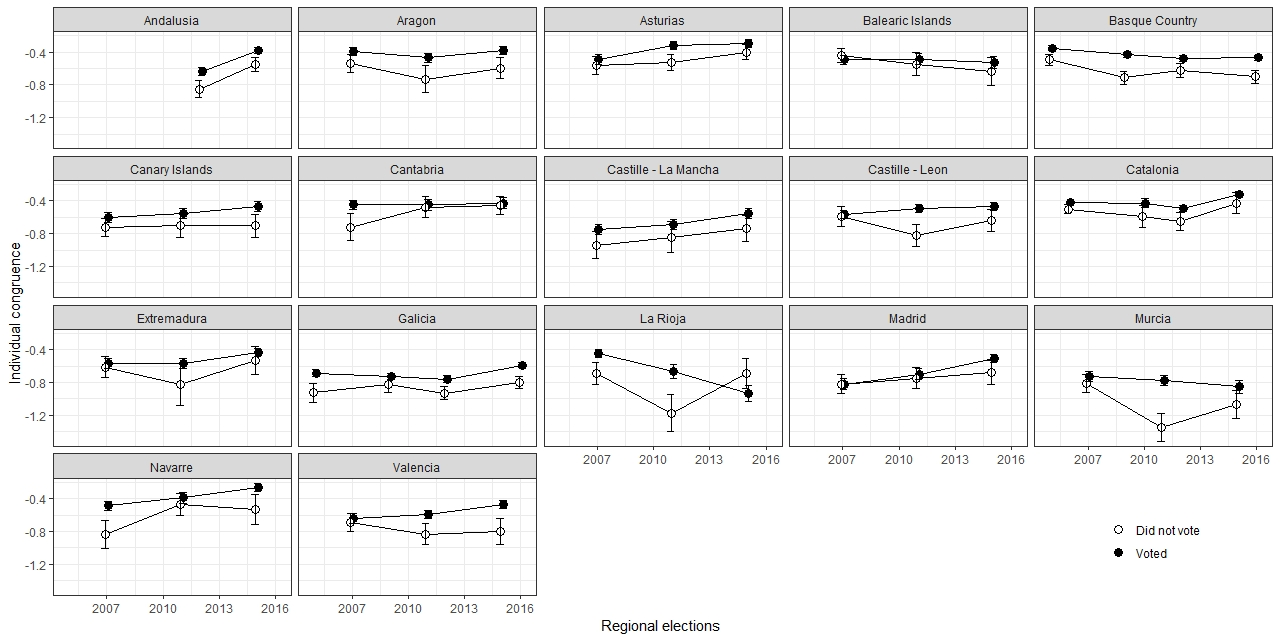 Andalusia
Aragon
Asturias
Balearic Islands
Basque Country
-0.4
-0.8
-1.2
Canary Islands
Cantabria
Castille - La Mancha
Castille - Leon
Catalonia
-0.4
-0.8
-1.2
Individual congruence
Extremadura
Galicia
La Rioja
Madrid
Murcia
-0.4
-0.8
-1.2
2007 2010 2013 2016
2007 2010 2013 2016
2007 2010 2013 2016
Navarre
Valencia
-0.4
-0.8
-1.2
Did not vote
Voted
2007 2010 2013 2016
2007 2010 2013 2016
Regional elections